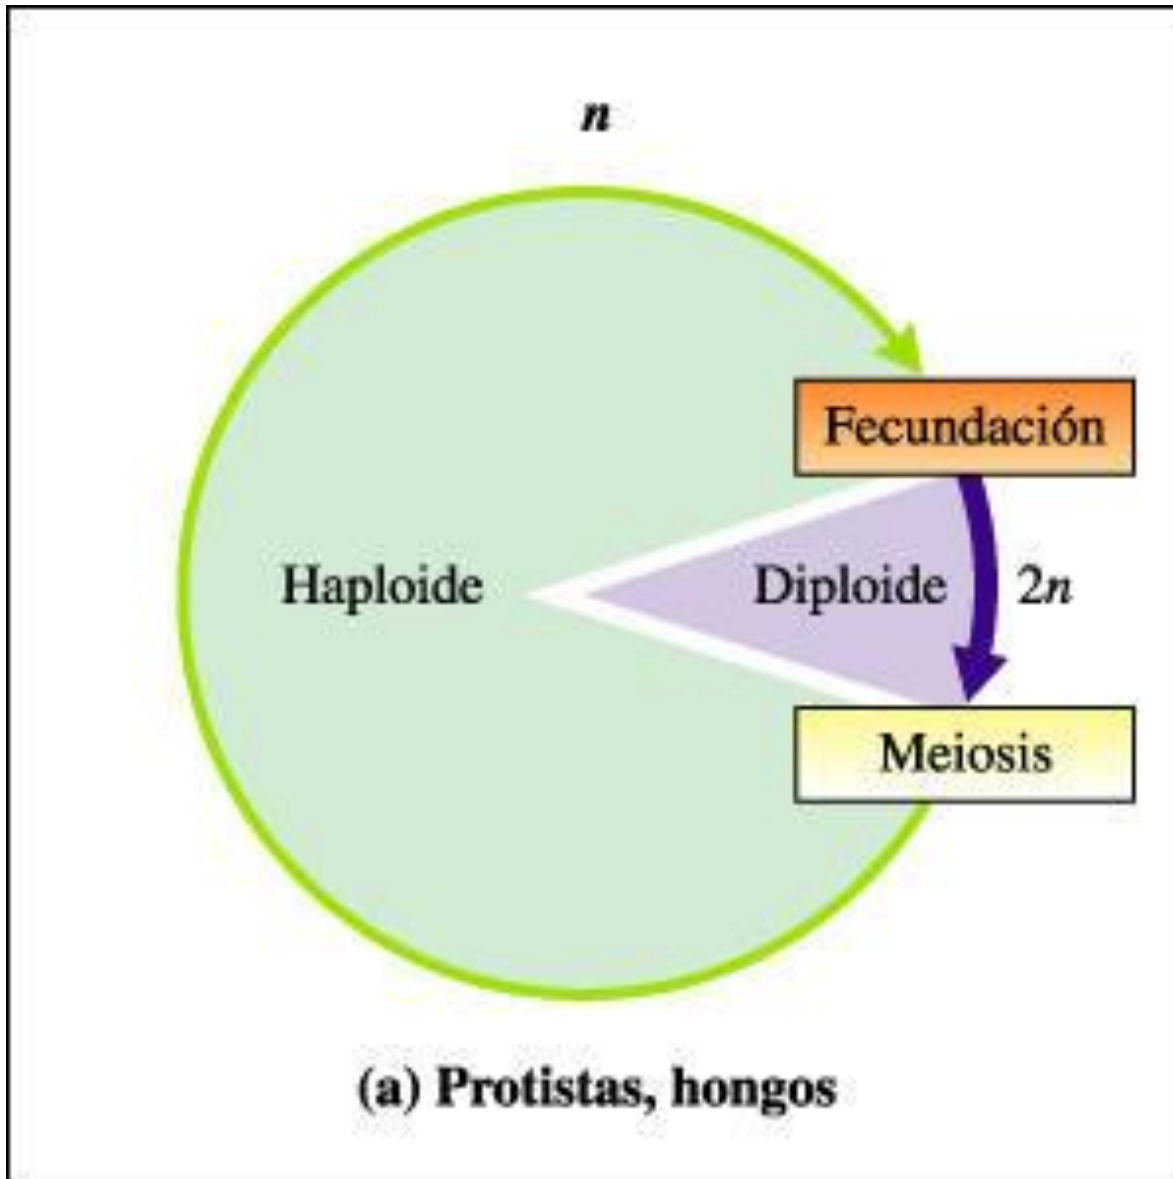 n
Fecundación
Haploide
Diploide
2n
Meiosis
(a) Protistas, hongos